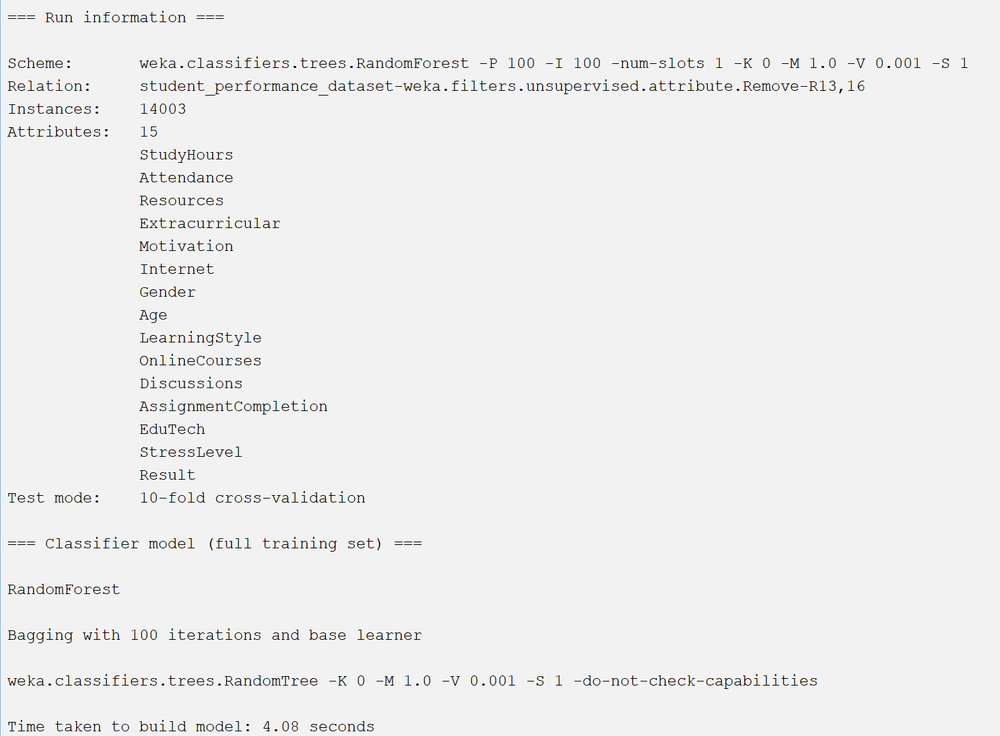 === Run information ===
Scheme: weka.classifiers.trees.RandomForest -P 100 -I 100 -num-slots 1 -K 0 -M 1.0 -V 0.001 -S 1
Relation: student_performance_dataset-weka.filters.unsupervised.attribute.Remove-R13,16
Instances: 14003
Attributes: 15
StudyHours
Attendance
Resources
Extracurricular
Motivation
Internet
Gender
Age
LearningStyle
OnlineCourses
Discussions
AssignmentCompletion
EduTech
StressLevel
Result
Test mode: 10-fold cross-validation
=== Classifier model (full training set) ===
RandomForest
Bagging with 100 iterations and base learner
weka.classifiers.trees.RandomTree -K 0 -M 1.0 -V 0.001 -S 1 -do-not-check-capabilities
Time taken to build model: 4.08 seconds